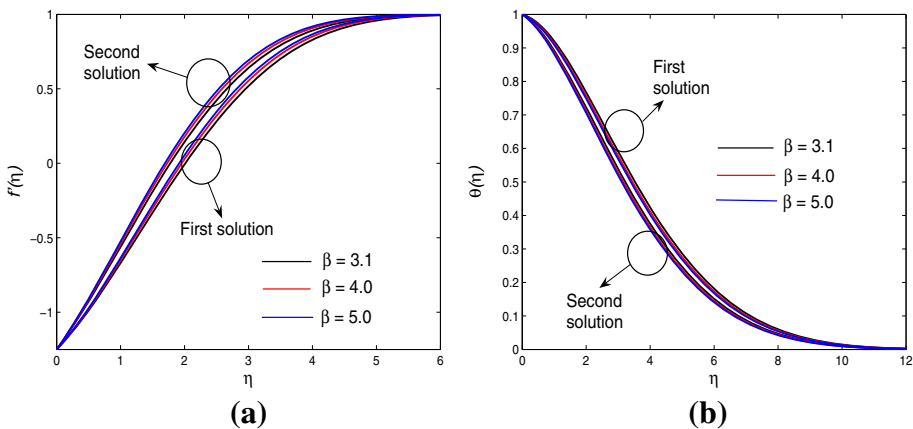 1
0.5
0
−0.5
−1
f′(η)
0
1
2
3
4
5
6
η
Second
solution
First solution
β = 3.1
β = 4.0
β = 5.0
(a)
1
0.9
0.8
0.7
0.6
0.5
0.4
0.3
0.2
0.1
0
θ(η)
0
2
4
6
8
10
12
η
First
solution
β = 3.1
β = 4.0
β = 5.0
Second
solution
(b)